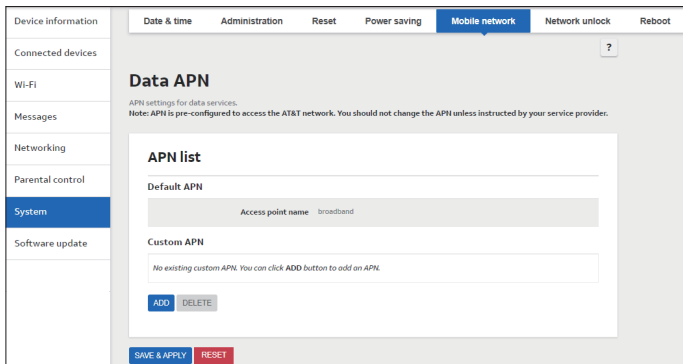 Device information
Date & time
Administration
Reset
Power saving
Mobile network
Network unlock
Reboot
Connected devices
?
Wi-Fi
Data APN
APN settings for data services.
Note: APN is pre-configured to access the AT&T network. You should not change the APN unless instructed by your service provider.
Messages
Networking
Parental control
System
Software update
APN list
Default APN
Access point name broadband
Custom APN
No existing custom APN. You can click ADD button to add an APN.
ADD DELETE
SAVE & APPLY RESET